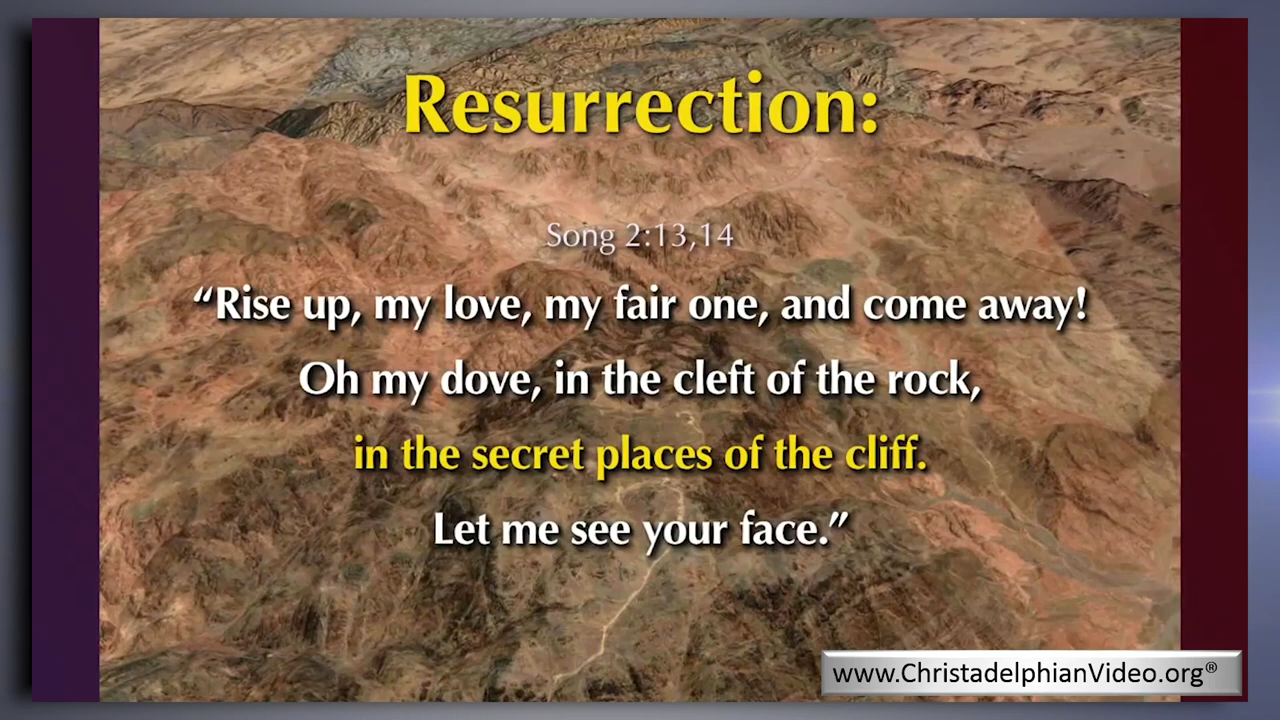 Resurrection:
Song 2:13,14
“Rise up, my love, my fair one, and come away!
Oh my dove, in the cleft of the rock,
in the secret places of the cliff.
Let me see your face.”
www.ChristadelphianVideo.org®